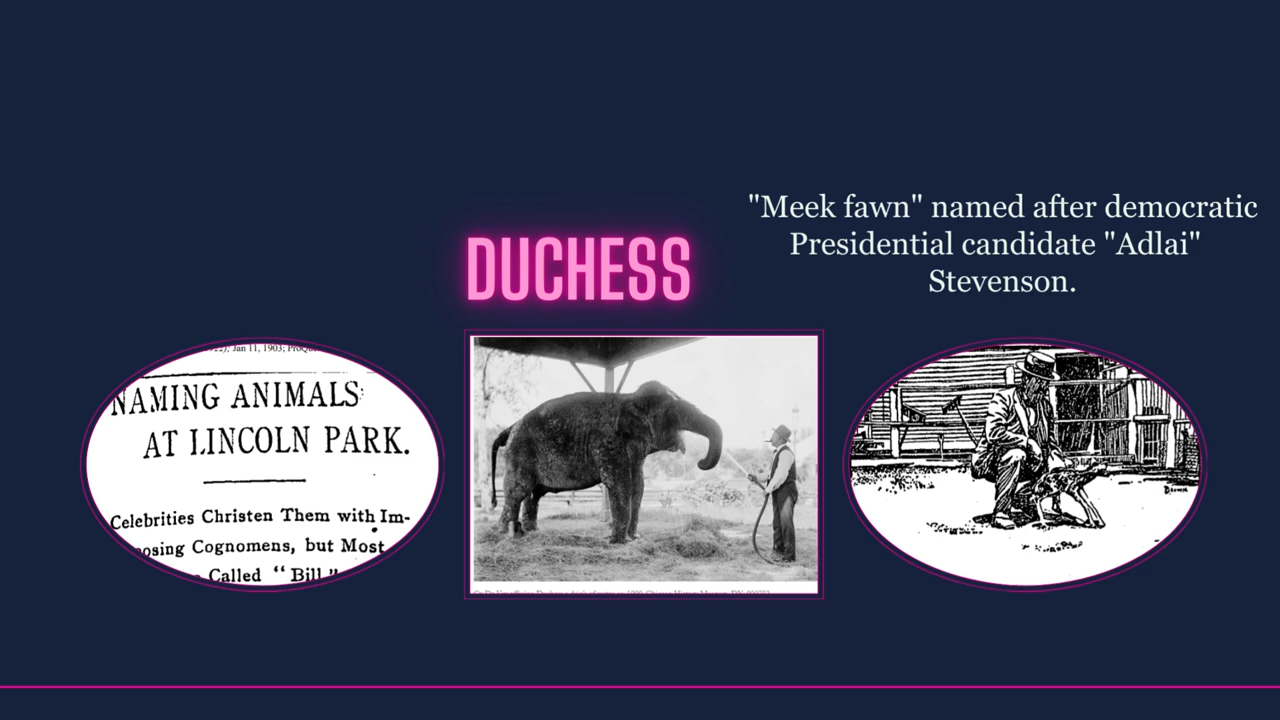 "Meek fawn" named after democratic
Presidential candidate "Adlai"
Stevenson.
DUCHESS
Jan 11, 1903;
NAMING ANIMALS
AT LINCOLN PARK.
Celebrities Christen Them with Im-
posing Cognomens, but Most
Called "Bill"
BROWN